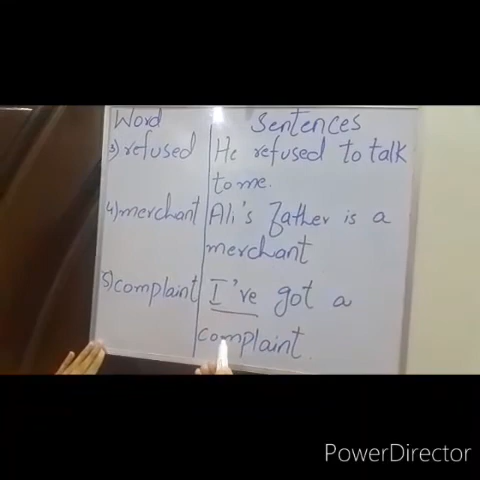 Word Sentences
3) refused He refused to talk
to me.
4) merchant Ali's father is a
merchant
5) complaint I've got a
complaint.
PowerDirector